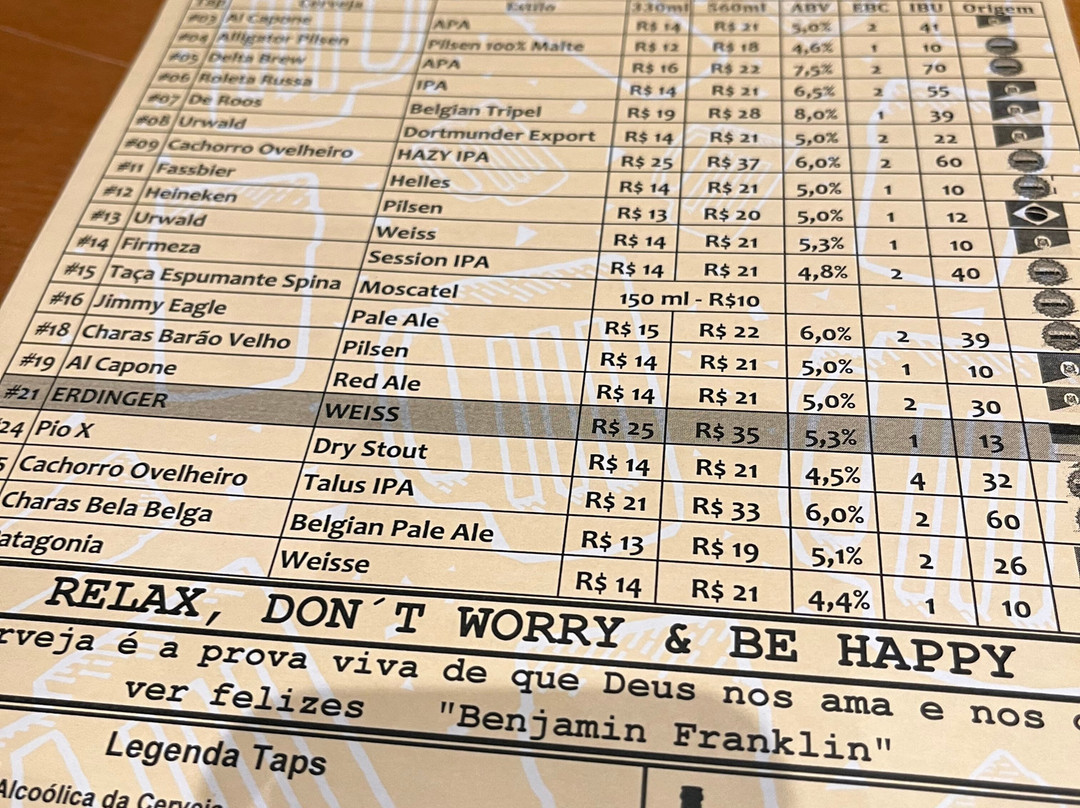 Tap Cerveja Estilo 330ml 560ml ABV EBC IBU Origem
#03 Al Capone APA R$ 14 R$ 21 5,0% 2 41
#04 Alligator Pilsen Pilsen 100% Malte R$ 12 R$ 18 4,6% 1 10
#05 Delta Brew APA R$ 16 R$ 22 7,5% 2 70
#06 Roleta Russa IPA R$ 14 R$ 21 6,5% 2 55
#07 De Roos Belgian Tripel R$ 19 R$ 28 8,0% 1 39
#08 Urwald Dortmunder Export R$ 14 R$ 21 5,0% 2 22
#09 Cachorro Ovelheiro HAZY IPA R$ 25 R$ 37 6,0% 2 60
#11 Fassbier Helles R$ 14 R$ 21 5,0% 1 10
#12 Heineken Pilsen R$ 13 R$ 20 5,0% 1 12
#13 Urwald Weiss R$ 14 R$ 21 5,3% 1 10
#14 Firmeza Session IPA R$ 14 R$ 21 4,8% 2 40
#15 Taça Espumante Spina Moscatel 150 ml - R$10
#16 Jimmy Eagle Pale Ale R$ 15 R$ 22 6,0% 2 39
#18 Charas Barão Velho Pilsen R$ 14 R$ 21 5,0% 1 10
#19 Al Capone Red Ale R$ 14 R$ 21 5,0% 2 30
#21 ERDINGER WEISS R$ 25 R$ 35 5,3% 1 13
24 Pio X Dry Stout R$ 14 R$ 21 4,5% 4 32
5 Cachorro Ovelheiro Talus IPA R$ 21 R$ 33 6,0% 2 60
Charas Bela Belga Belgian Pale Ale R$ 13 R$ 19 5,1% 2 26
atagonia Weisse R$ 14 R$ 21 4,4% 1 10
RELAX, DON´T WORRY & BE HAPPY
rveja é a prova viva de que Deus nos ama e nos
ver felizes "Benjamin Franklin"
Legenda Taps
Alcoólica da Cerveja